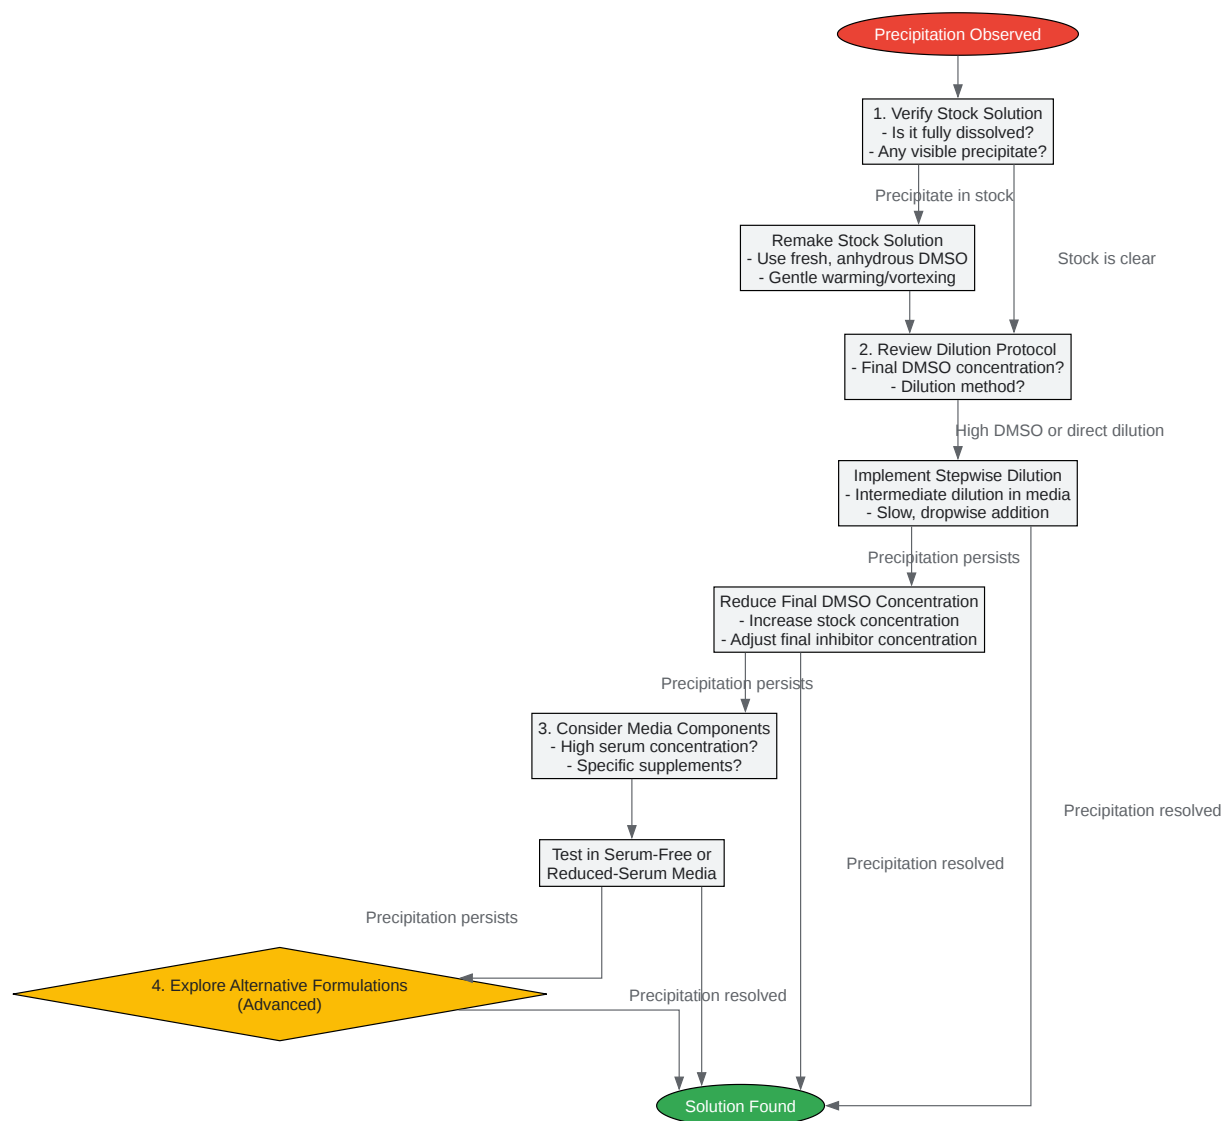 Precipitation Observed
1. Verify Stock Solution
- Is it fully dissolved?
- Any visible precipitate?
Precipitate in stock
Remake Stock Solution
- Use fresh, anhydrous DMSO
- Gentle warming/vortexing
Stock is clear
2. Review Dilution Protocol
- Final DMSO concentration?
- Dilution method?
High DMSO or direct dilution
Implement Stepwise Dilution
- Intermediate dilution in media
- Slow, dropwise addition
Precipitation persists
Reduce Final DMSO Concentration
- Increase stock concentration
- Adjust final inhibitor concentration
Precipitation persists
3. Consider Media Components
- High serum concentration?
- Specific supplements?
Precipitation resolved
Test in Serum-Free or
Reduced-Serum Media
Precipitation resolved
Precipitation persists
4. Explore Alternative Formulations
(Advanced)
Precipitation resolved
Solution Found